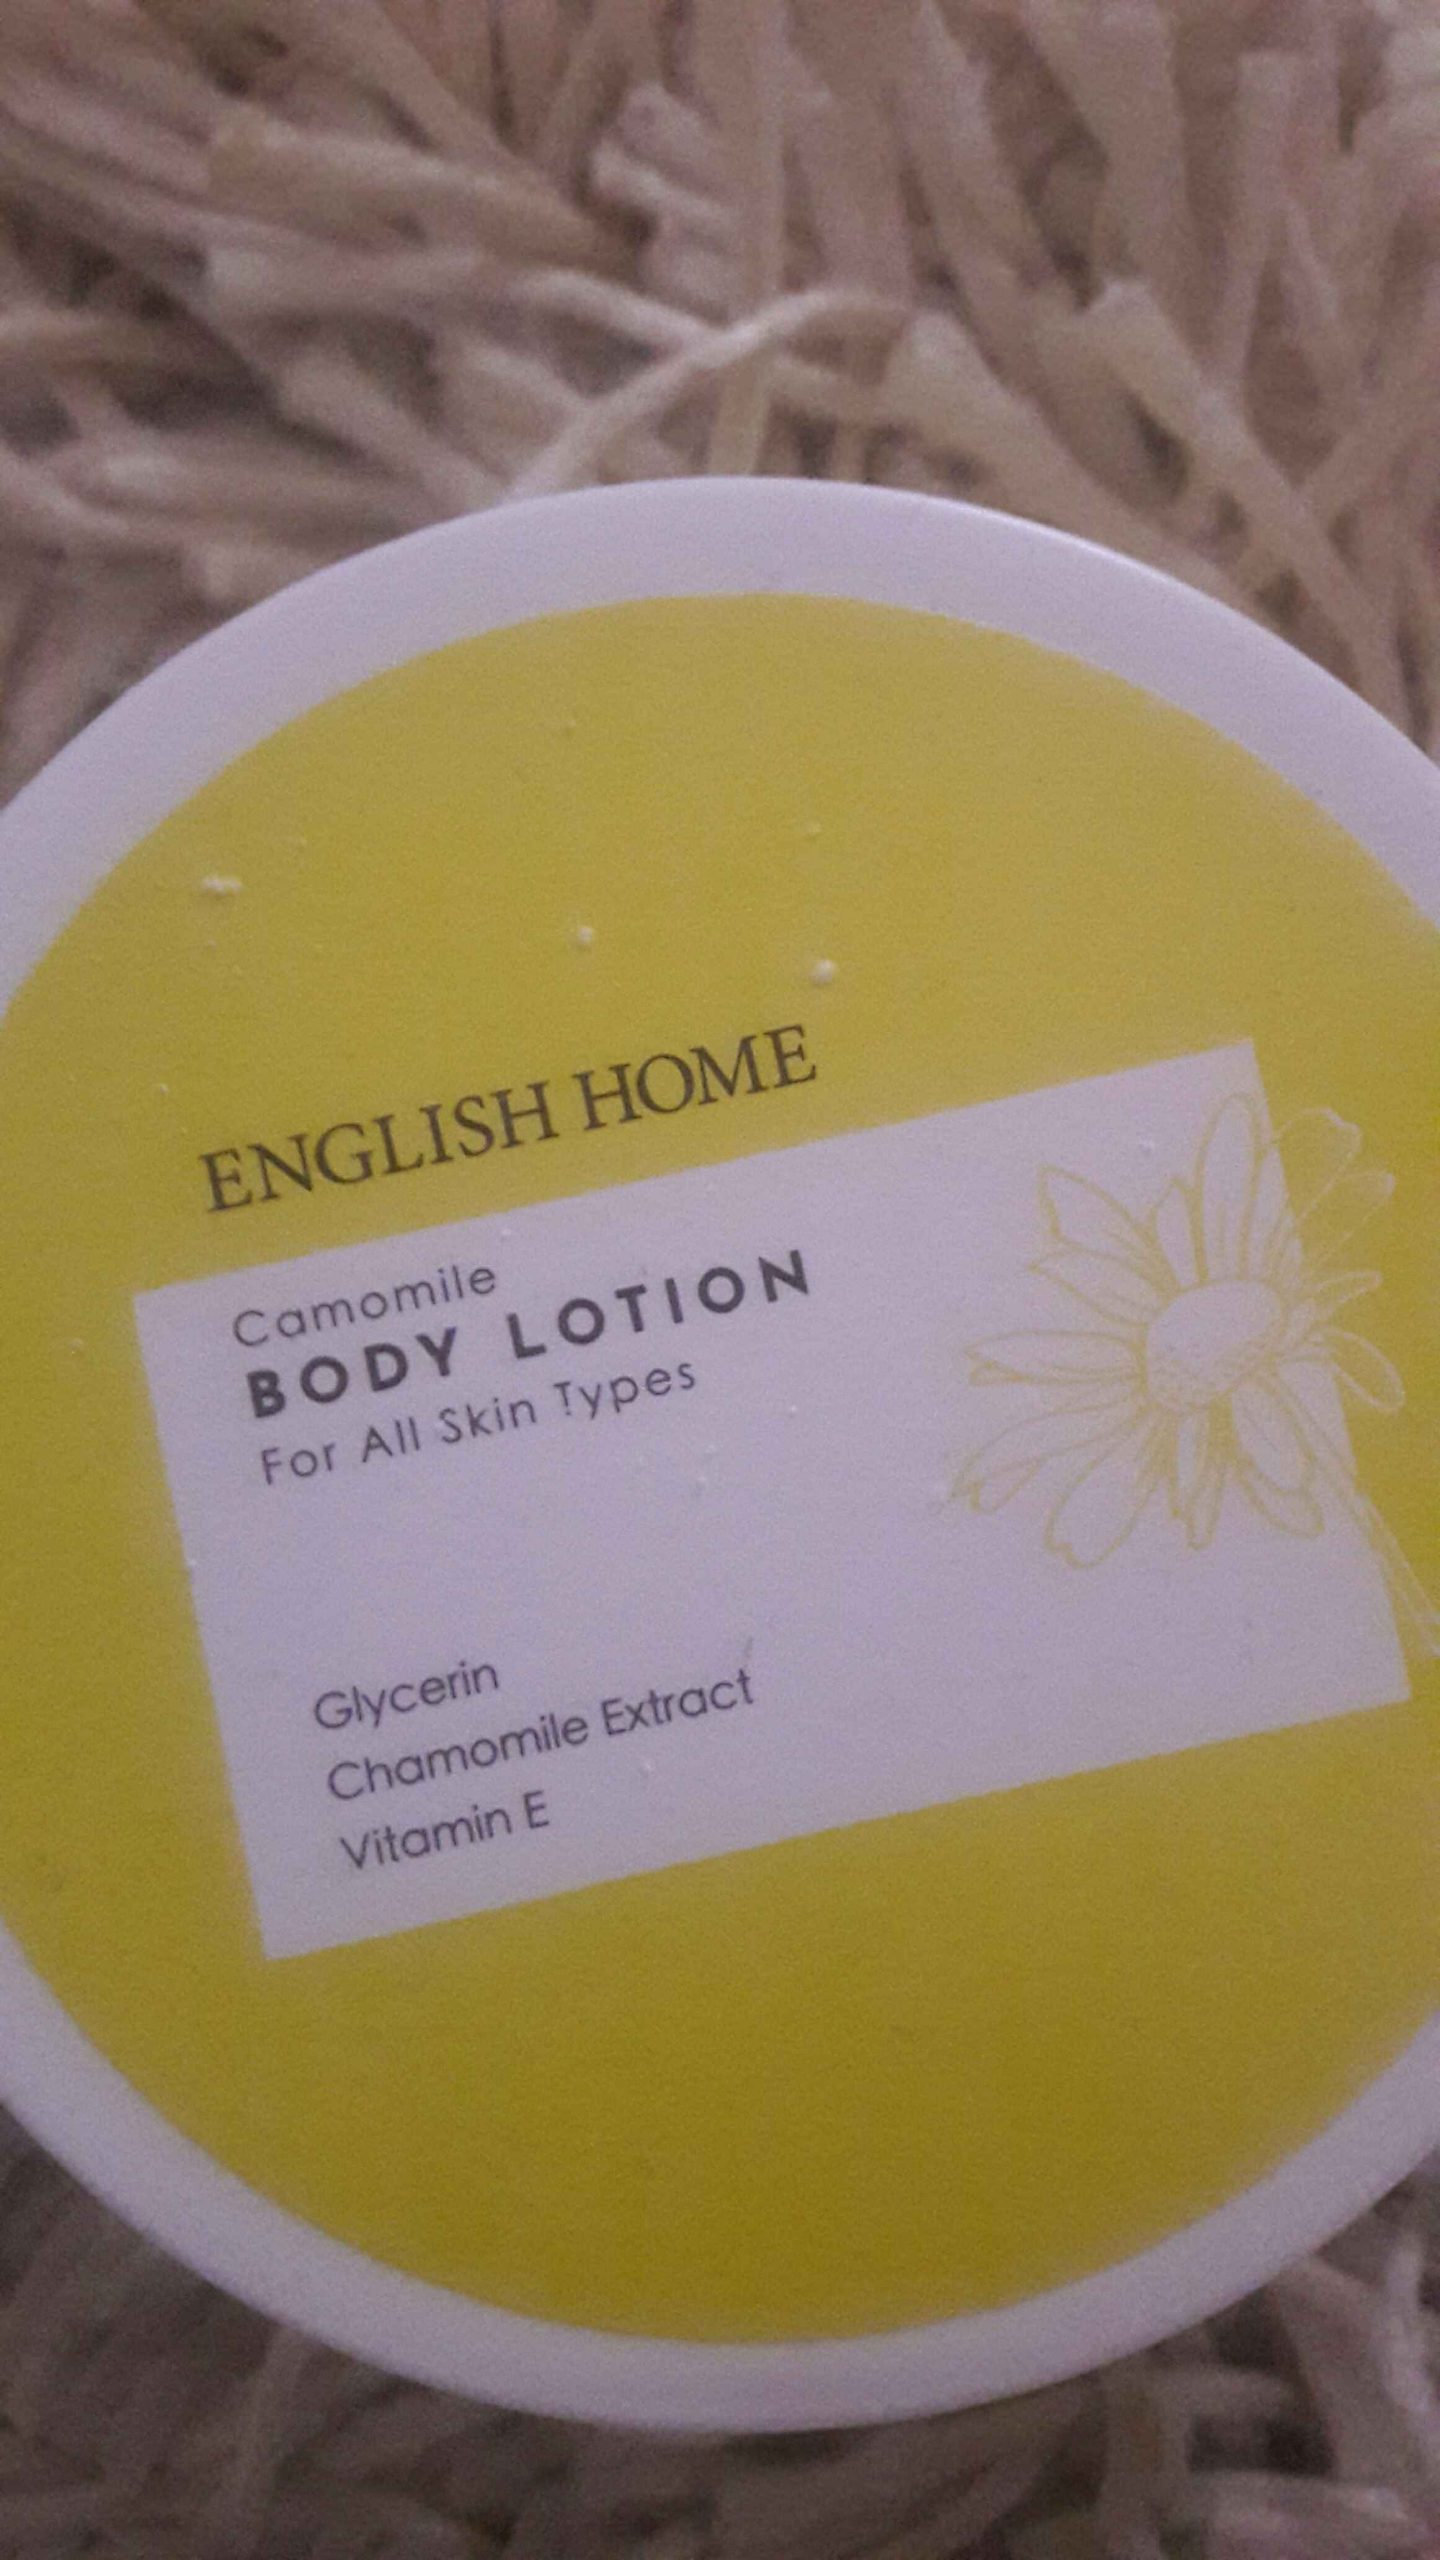 ENGLISH HOME
Camomile
BODY LOTION
For All Skin Types
Glycerin
Chamomile Extract
Vitamin E